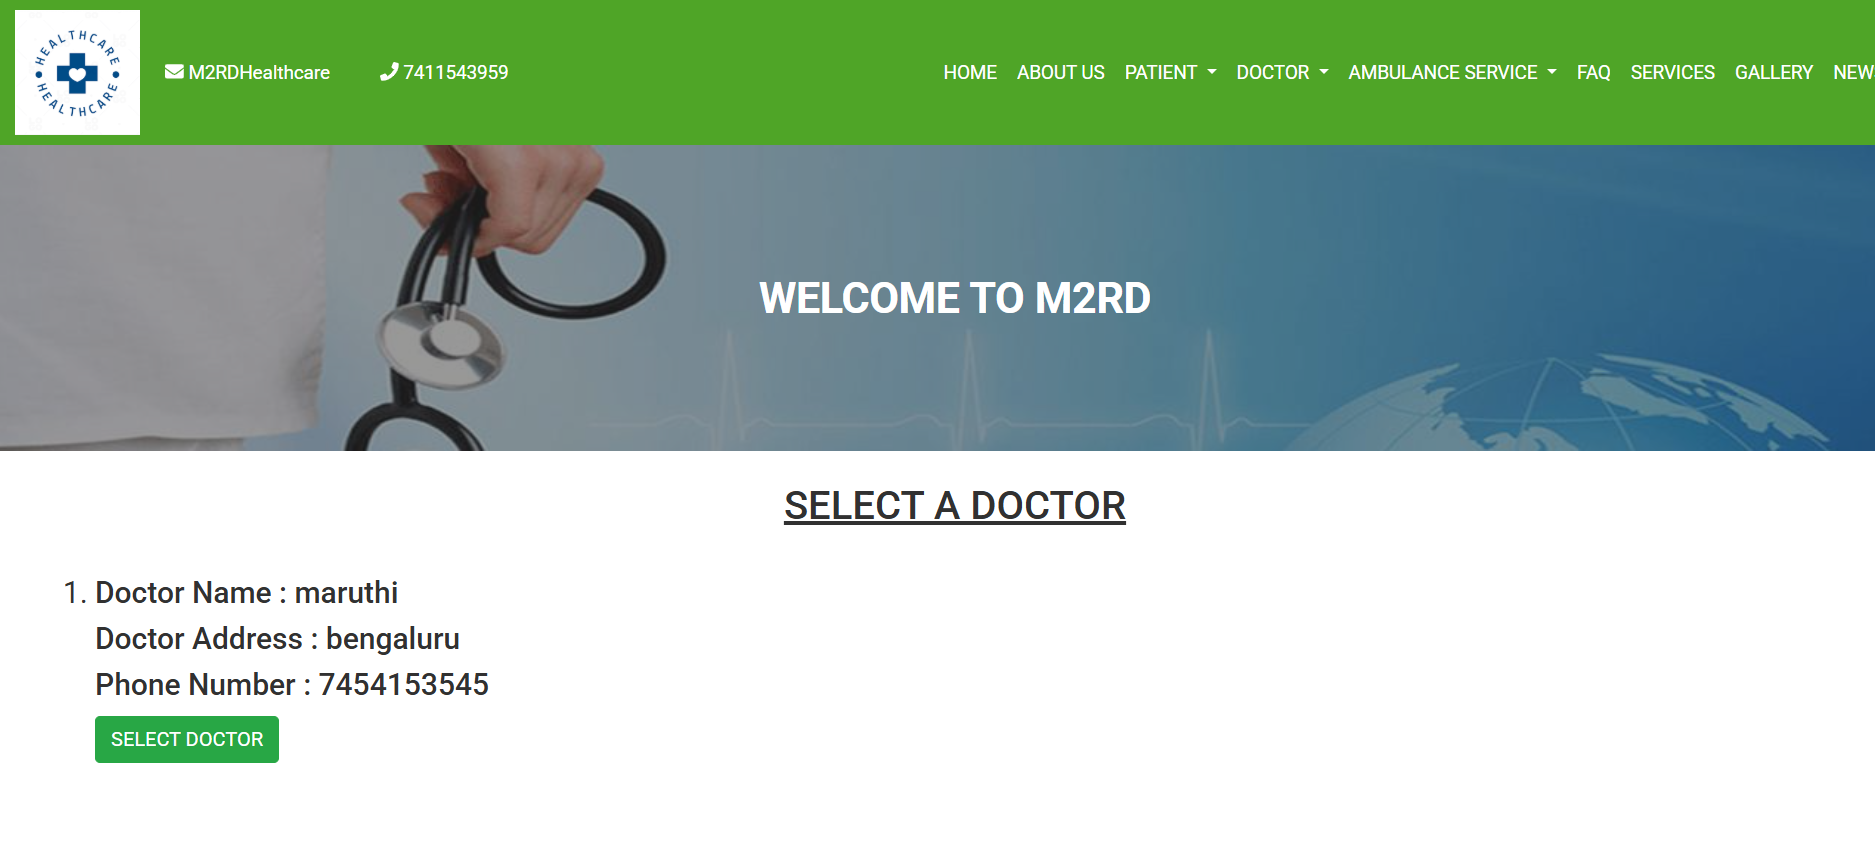 HEALTHCARE
HEALTHCARE
M2RDHealthcare
7411543959
HOME ABOUT US PATIENT DOCTOR AMBULANCE SERVICE FAQ SERVICES GALLERY NEW
WELCOME TO M2RD
SELECT A DOCTOR
1. Doctor Name : maruthi
Doctor Address : bengaluru
Phone Number : 7454153545
SELECT DOCTOR